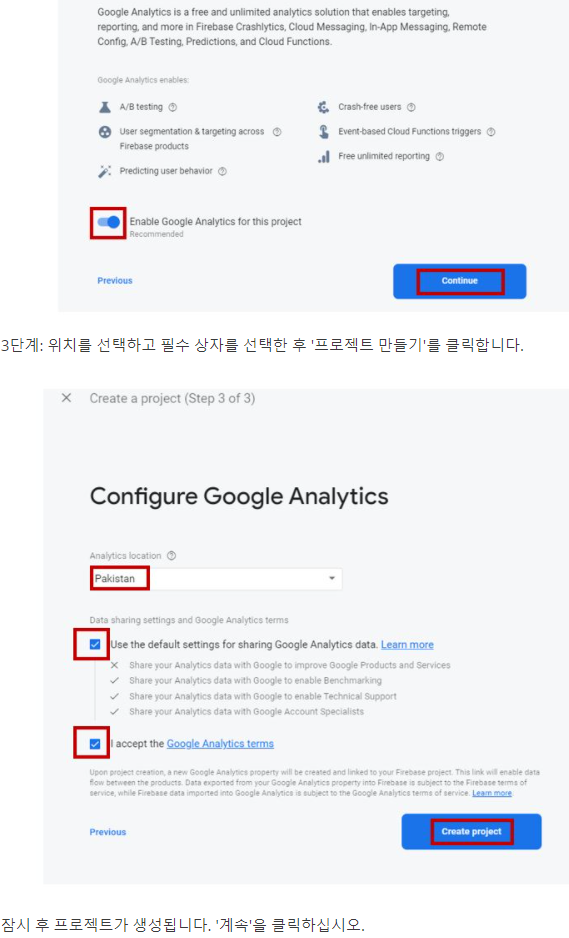 Google Analytics is a free and unlimited analytics solution that enables targeting,
reporting, and more in Firebase Crashlytics, Cloud Messaging, In-App Messaging, Remote
Config, A/B Testing, Predictions, and Cloud Functions.
Google Analytics enables:
A/B testing
Crash-free users
User segmentation & targeting across
Firebase products
Event-based Cloud Functions triggers
Predicting user behavior
Free unlimited reporting
Enable Google Analytics for this project
Recommended
Previous
Continue
3단계: 위치를 선택하고 필수 상자를 선택한 후 '프로젝트 만들기'를 클릭합니다.
Create a project (Step 3 of 3)
Configure Google Analytics
Analytics location
Pakistan
Data sharing settings and Google Analytics terms
Use the default settings for sharing Google Analytics data. Learn more
Share your Analytics data with Google to improve Google Products and Services
Share your Analytics data with Google to enable Benchmarking
Share your Analytics data with Google to enable Technical Support
Share your Analytics data with Google Account Specialists
I accept the Google Analytics terms
Upon project creation, a new Google Analytics property will be created and linked to your Firebase project. This link will enable data
flow between the products. Data exported from your Google Analytics property into Firebase is subject to the Firebase terms of
service, while Firebase data imported into Google Analytics is subject to the Google Analytics terms of service. Learn more.
Previous
Create project
잠시 후 프로젝트가 생성됩니다. '계속'을 클릭하십시오.